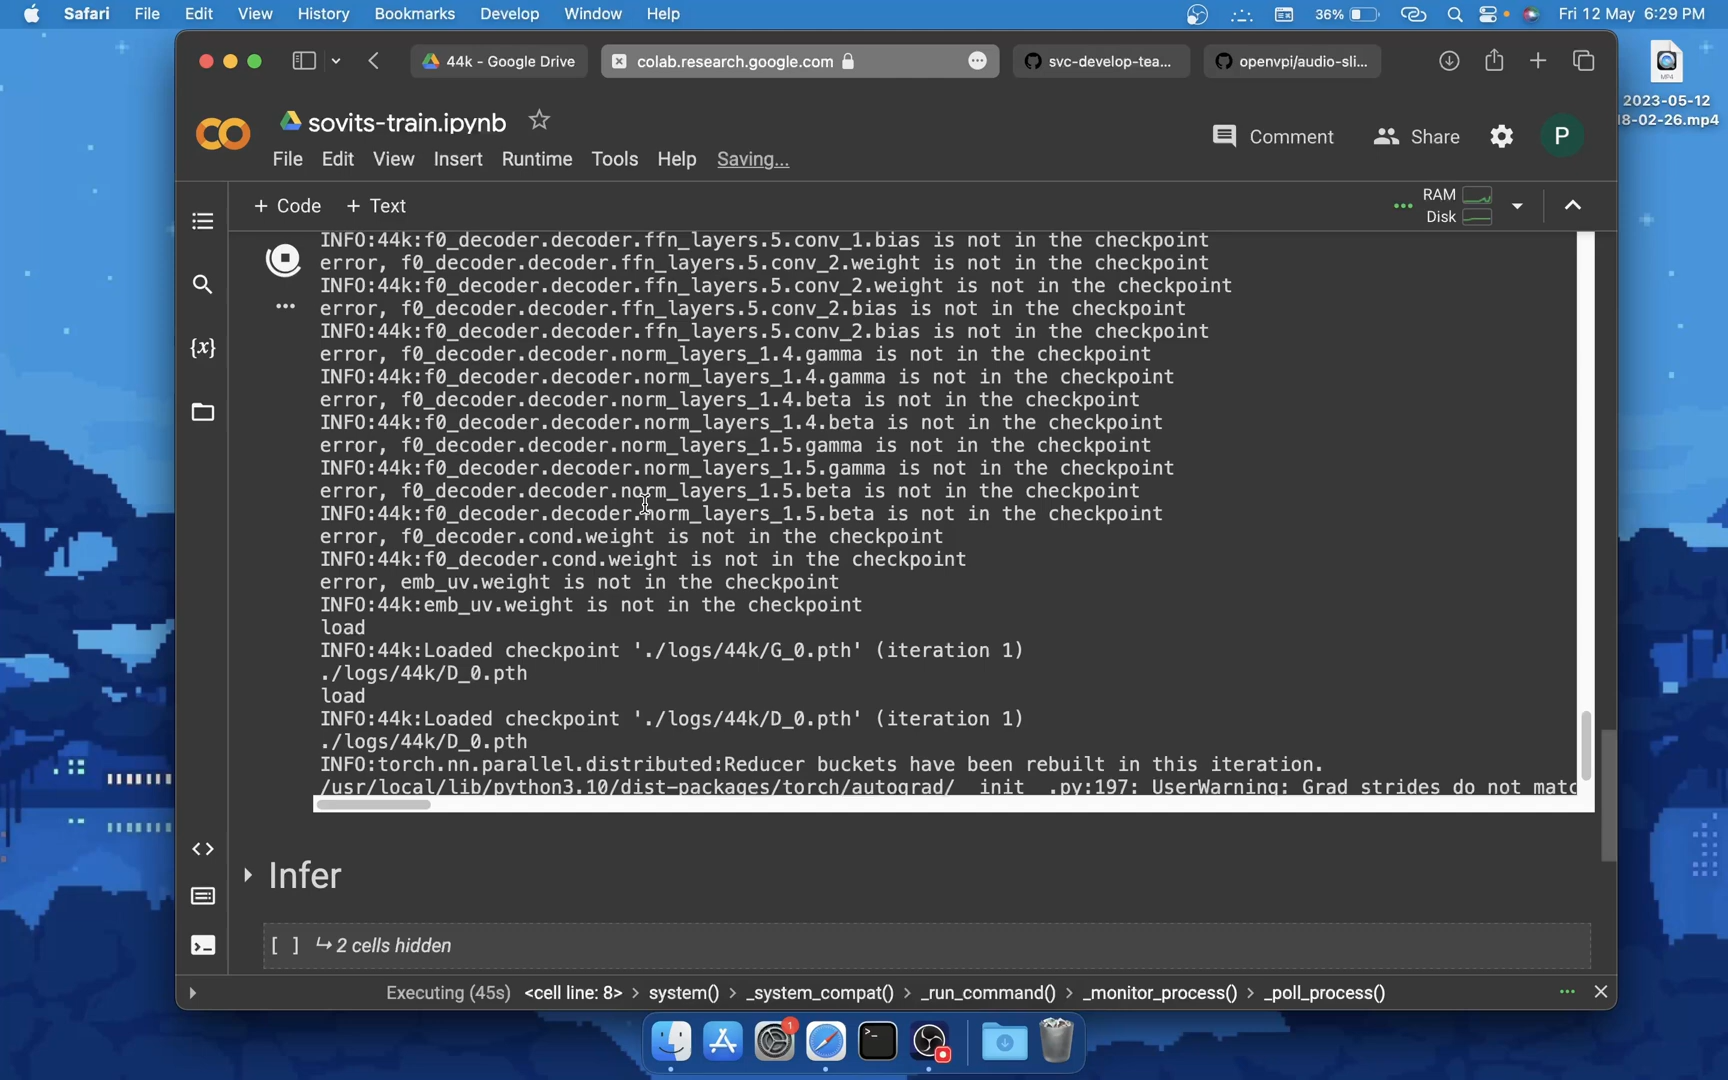 Safari File Edit View History Bookmarks Develop Window Help 36% Fri 12 May 6:29 PM
44k - Google Drive colab.research.google.com svc-develop-tea... openvpi/audio-sli...
MP4
2023-05-12
18-02-26.mp4
sovits-train.ipynb
Comment Share P
File Edit View Insert Runtime Tools Help Saving...
+ Code + Text
RAM
Disk
INFO:44k:f0_decoder.decoder.ffn_layers.5.conv_1.bias is not in the checkpoint
error, f0_decoder.decoder.ffn_layers.5.conv_2.weight is not in the checkpoint
INFO:44k:f0_decoder.decoder.ffn_layers.5.conv_2.weight is not in the checkpoint
error, f0_decoder.decoder.ffn_layers.5.conv_2.bias is not in the checkpoint
INFO:44k:f0_decoder.decoder.ffn_layers.5.conv_2.bias is not in the checkpoint
error, f0_decoder.decoder.norm_layers_1.4.gamma is not in the checkpoint
INFO:44k:f0_decoder.decoder.norm_layers_1.4.gamma is not in the checkpoint
error, f0_decoder.decoder.norm_layers_1.4.beta is not in the checkpoint
INFO:44k:f0_decoder.decoder.norm_layers_1.4.beta is not in the checkpoint
error, f0_decoder.decoder.norm_layers_1.5.gamma is not in the checkpoint
INFO:44k:f0_decoder.decoder.norm_layers_1.5.gamma is not in the checkpoint
error, f0_decoder.decoder.norm_layers_1.5.beta is not in the checkpoint
INFO:44k:f0_decoder.decoder.norm_layers_1.5.beta is not in the checkpoint
error, f0_decoder.cond.weight is not in the checkpoint
INFO:44k:f0_decoder.cond.weight is not in the checkpoint
error, emb_uv.weight is not in the checkpoint
INFO:44k:emb_uv.weight is not in the checkpoint
load
INFO:44k:Loaded checkpoint './logs/44k/G_0.pth' (iteration 1)
./logs/44k/D_0.pth
load
INFO:44k:Loaded checkpoint './logs/44k/D_0.pth' (iteration 1)
./logs/44k/D_0.pth
INFO:torch.nn.parallel.distributed:Reducer buckets have been rebuilt in this iteration.
/usr/local/lib/python3.10/dist-packages/torch/autograd/__init__.py:197: UserWarning: Grad strides do not matc
{x}
Infer
[ ] ↳ 2 cells hidden
Executing (45s) <cell line: 8> > system() > _system_compat() > _run_command() > _monitor_process() > _poll_process()
1